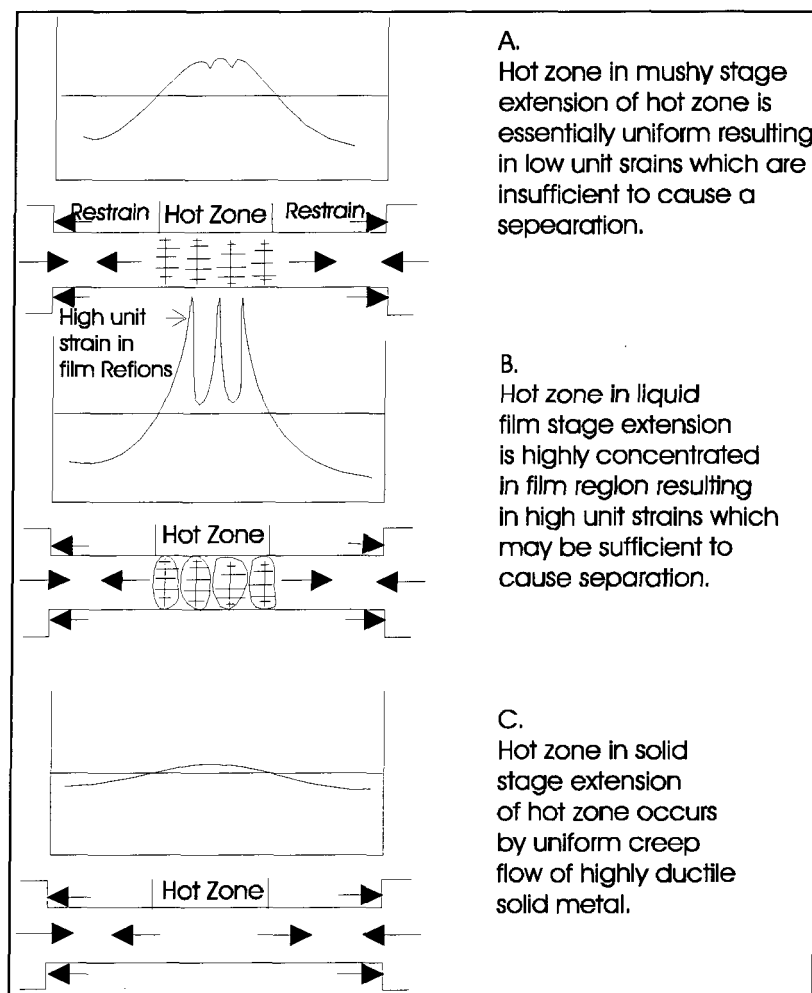 A.
Hot zone in mushy stage
extension of hot zone is
essentially uniform resulting
in low unit srains which are
insufficient to cause a
sepearation.
Restrain Hot Zone Restrain
High unit
strain in
film Refions
B.
Hot zone in liquid
film stage extension
is highly concentrated
in film region resulting
in high unit strains which
may be sufficient to
cause separation.
Hot Zone
C.
Hot zone in solid
stage extension
of hot zone occurs
by uniform creep
flow of highly ductile
solid metal.
Hot Zone